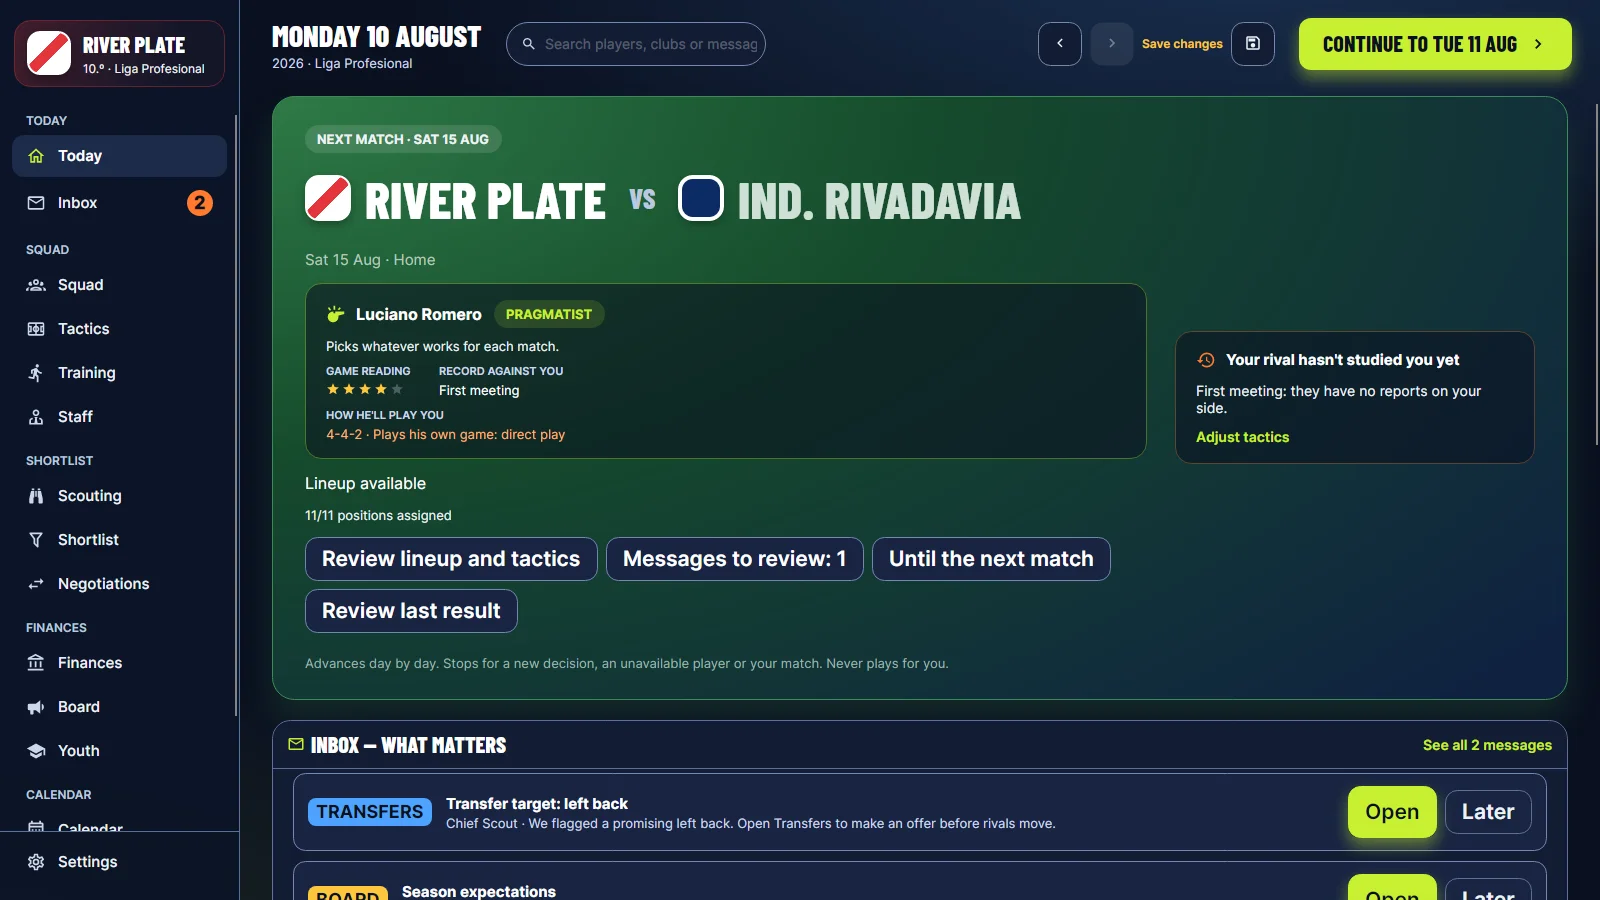 RIVER PLATE
10.º · Liga Profesional
TODAY
Today
Inbox
2
SQUAD
Squad
Tactics
Training
Staff
SHORTLIST
Scouting
Shortlist
Negotiations
FINANCES
Finances
Board
Youth
CALENDAR
Calendar
Settings
MONDAY 10 AUGUST
2026 · Liga Profesional
Search players, clubs or messag
Save changes
CONTINUE TO TUE 11 AUG
NEXT MATCH · SAT 15 AUG
RIVER PLATE VS IND. RIVADAVIA
Sat 15 Aug · Home
Luciano Romero PRAGMATIST
Picks whatever works for each match.
GAME READING
RECORD AGAINST YOU
First meeting
HOW HE'LL PLAY YOU
4-4-2 · Plays his own game: direct play
Your rival hasn't studied you yet
First meeting: they have no reports on your
side.
Adjust tactics
Lineup available
11/11 positions assigned
Review lineup and tactics
Messages to review: 1
Until the next match
Review last result
Advances day by day. Stops for a new decision, an unavailable player or your match. Never plays for you.
INBOX — WHAT MATTERS
See all 2 messages
TRANSFERS
Transfer target: left back
Chief Scout · We flagged a promising left back. Open Transfers to make an offer before rivals move.
Open
Later
BOARD
Season expectations
Open
Later